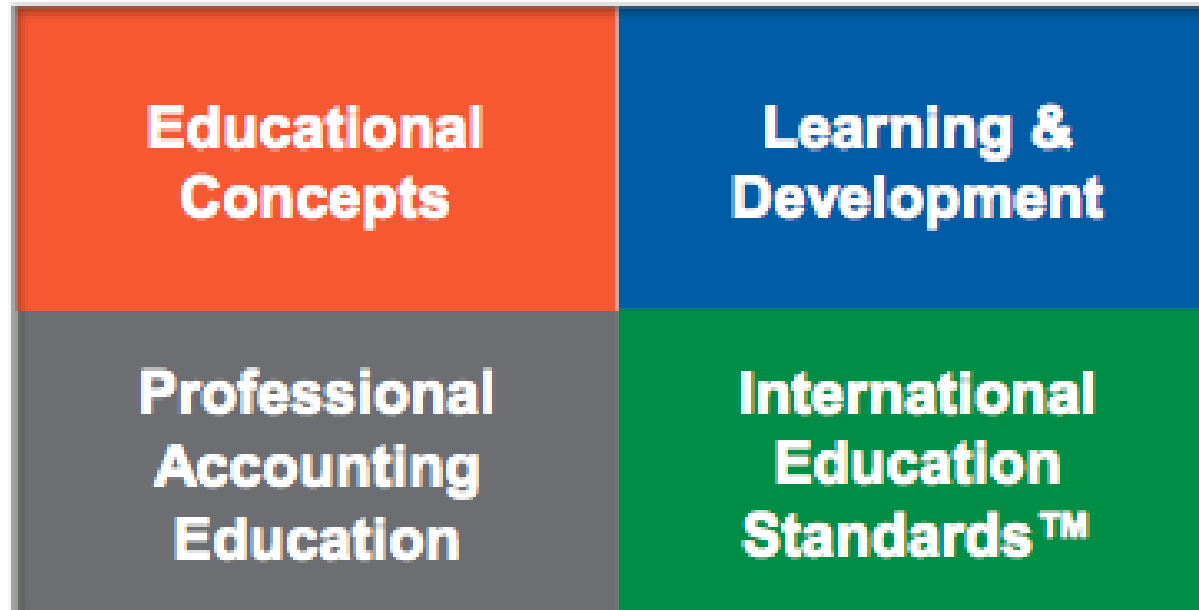 Educational
Concepts
Learning &
Development
Professional
Accounting
Education
International
Education
Standards™